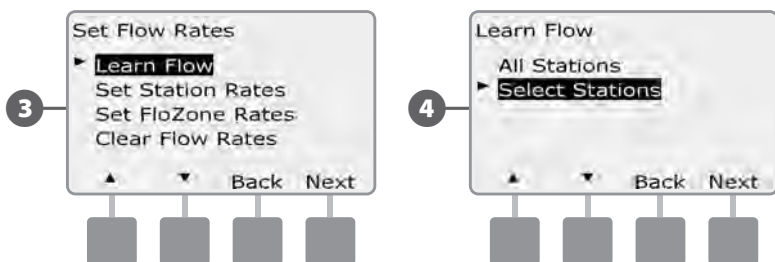 3
Set Flow Rates
► Learn Flow
Set Station Rates
Set FloZone Rates
Clear Flow Rates
▲ ▼ Back Next
4
Learn Flow
All Stations
► Select Stations
▲ ▼ Back Next